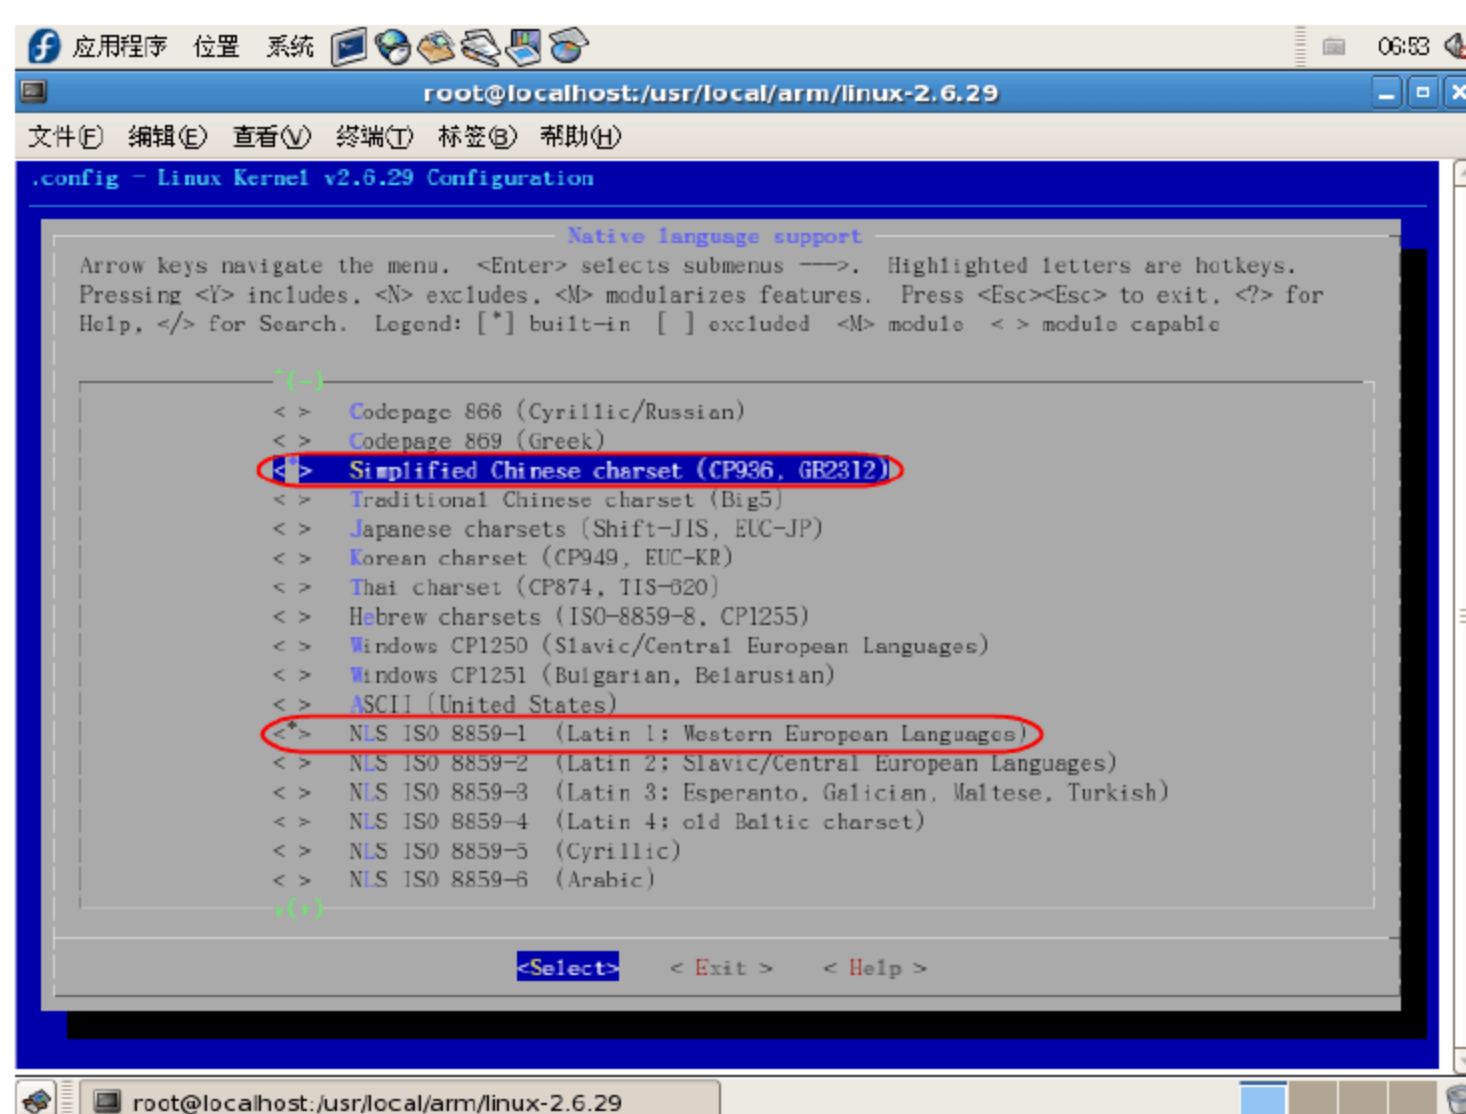 应用程序 位置 系统 06:53
root@localhost:/usr/local/arm/linux-2.6.29
文件(F) 编辑(E) 查看(V) 终端(T) 标签(B) 帮助(H)
.config - Linux Kernel v2.6.29 Configuration
Native language support
Arrow keys navigate the menu. <Enter> selects submenus --->. Highlighted letters are hotkeys.
Pressing <Y> includes, <N> excludes, <M> modularizes features. Press <Esc><Esc> to exit, <?> for
Help, </> for Search. Legend: [*] built-in [ ] excluded <M> module < > module capable
^(-)
< > Codepage 866 (Cyrillic/Russian)
< > Codepage 869 (Greek)
<*> Simplified Chinese charset (CP936, GB2312)
< > Traditional Chinese charset (Big5)
< > Japanese charsets (Shift-JIS, EUC-JP)
< > Korean charset (CP949, EUC-KR)
< > Thai charset (CP874, TIS-620)
< > Hebrew charsets (ISO-8859-8, CP1255)
< > Windows CP1250 (Slavic/Central European Languages)
< > Windows CP1251 (Bulgarian, Belarusian)
< > ASCII (United States)
<*> NLS ISO 8859-1 (Latin 1; Western European Languages)
< > NLS ISO 8859-2 (Latin 2; Slavic/Central European Languages)
< > NLS ISO 8859-3 (Latin 3; Esperanto, Galician, Maltese, Turkish)
< > NLS ISO 8859-4 (Latin 4; old Baltic charset)
< > NLS ISO 8859-5 (Cyrillic)
< > NLS ISO 8859-6 (Arabic)
v(+)
<Select> < Exit > < Help >
root@localhost:/usr/local/arm/linux-2.6.29